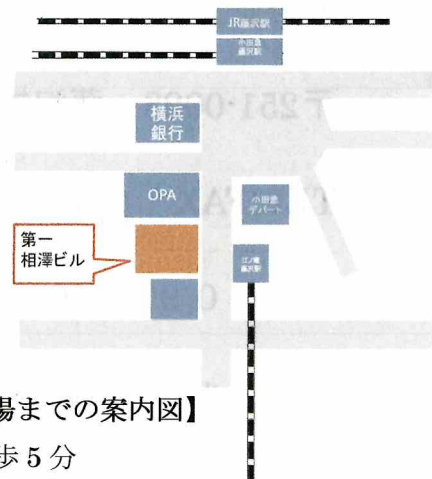 JR藤沢駅
小田急
藤沢駅
〒251-0
横浜
銀行
OPA
小田急
デパート
第一
相澤ビル
江ノ電
藤沢駅
場までの案内図】
歩5分